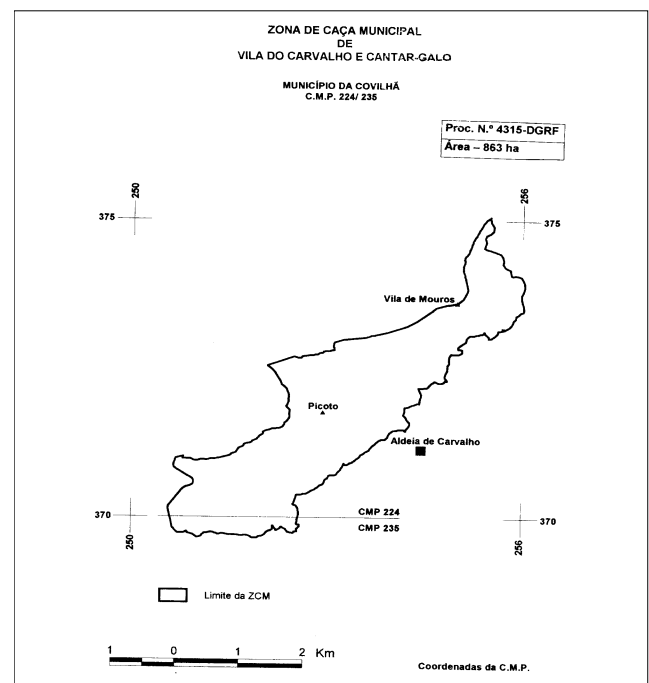 ZONA DE CAÇA MUNICIPAL
DE
VILA DO CARVALHO E CANTAR-GALO
MUNICÍPIO DA COVILHÃ
C.M.P. 224/ 235
Proc. N.º 4315-DGRF
Área – 863 ha
250
256
375
375
Vila de Mouros
Picoto
Aldeia de Carvalho
370
CMP 224
370
CMP 235
250
256
Limite da ZCM
1 0 1 2 Km
Coordenadas da C.M.P.